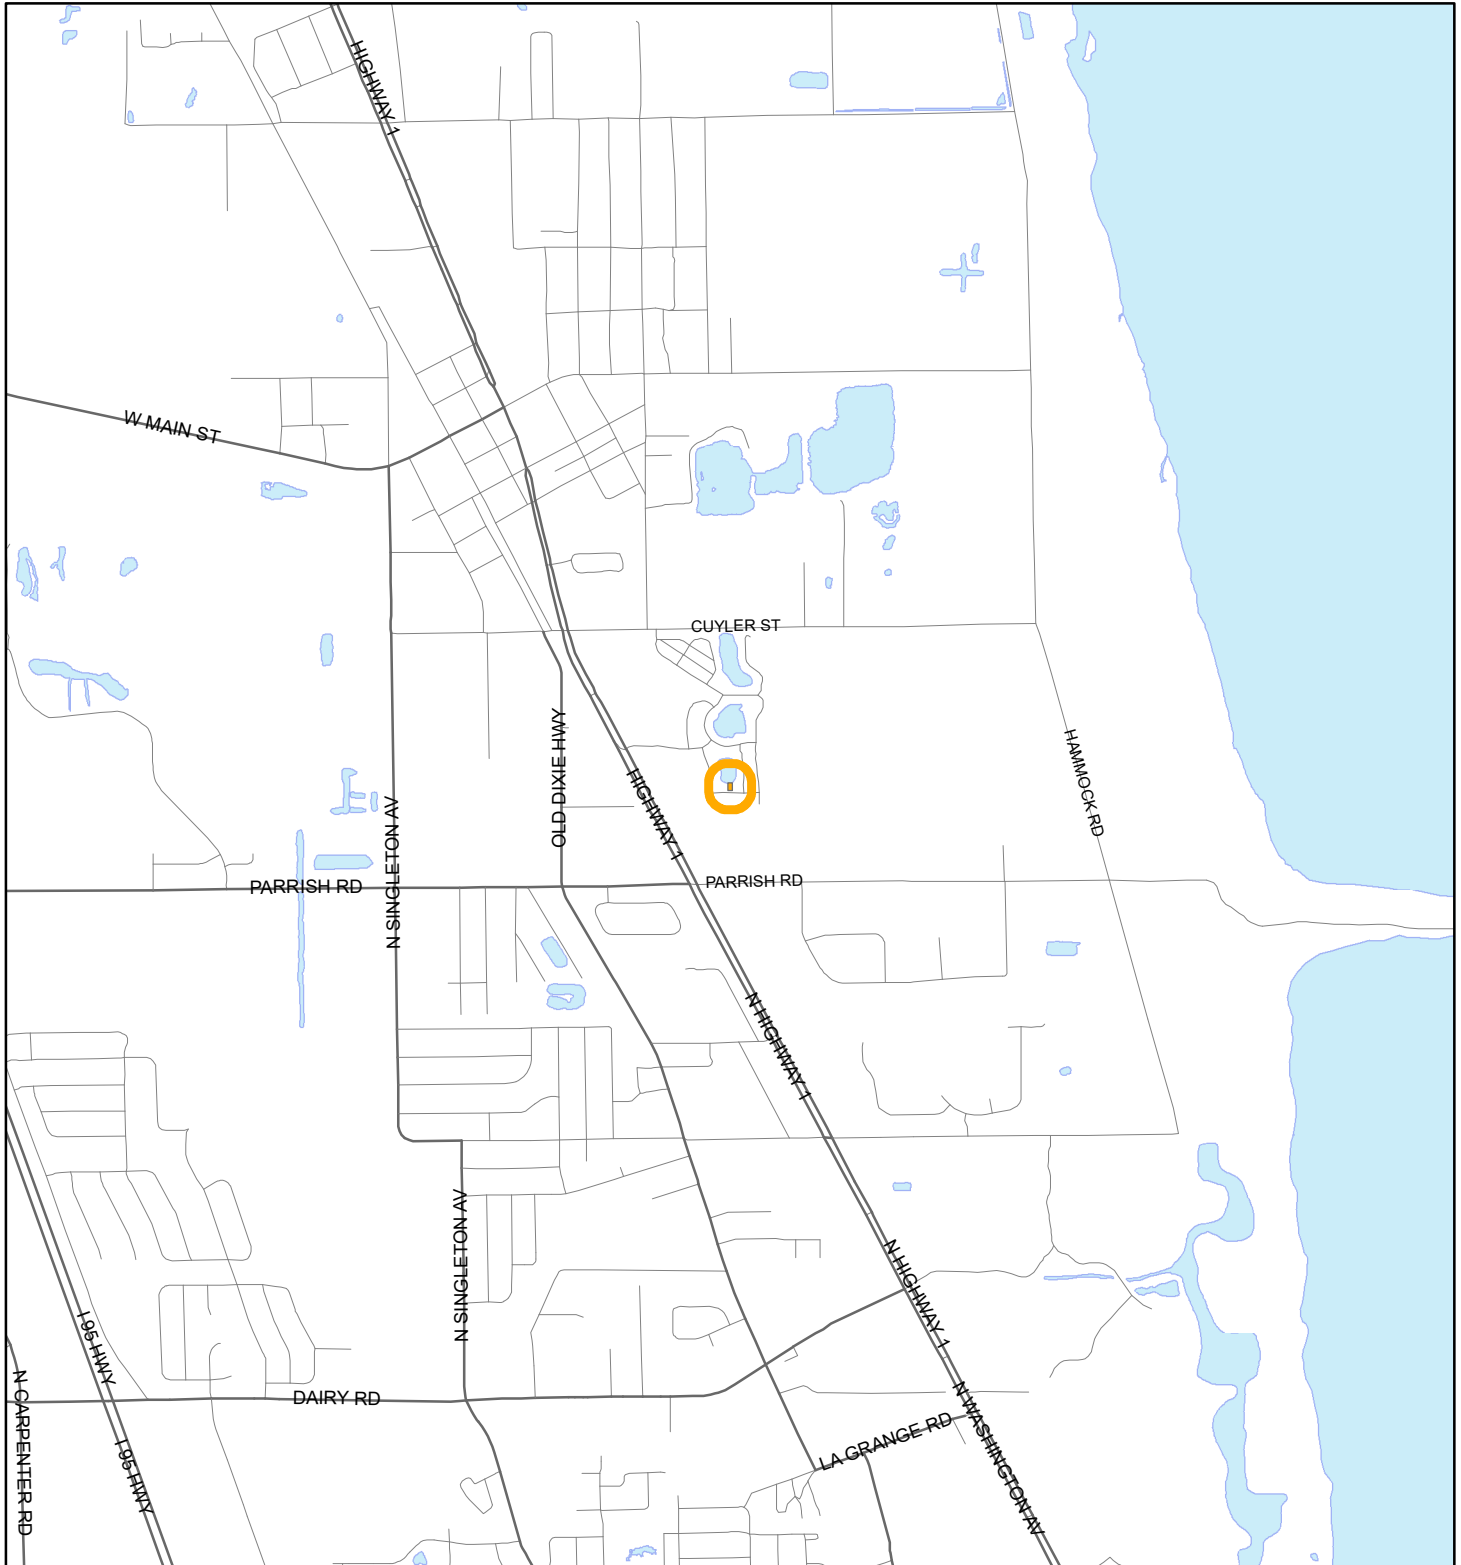 HIGHWAY 1
W MAIN ST
CUYLER ST
OLD DIXIE HWY
HAMMOCK RD
HIGHWAY 1
N SINGLETON AV
PARRISH RD
PARRISH RD
N HIGHWAY 1
N SINGLETON AV
N HIGHWAY 1
I 95 HWY
N CARPENTER RD
DAIRY RD
N WASHINGTON AV
LA GRANGE RD
I 95 HWY